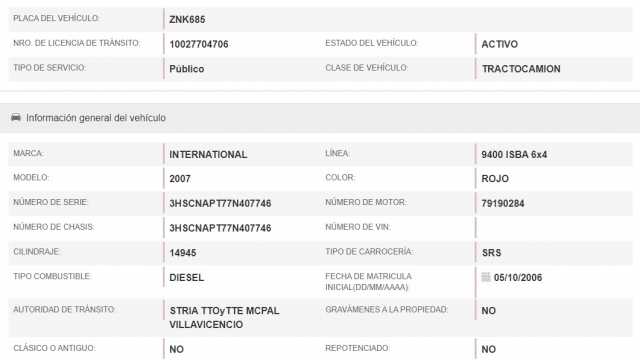 PLACA DEL VEHÍCULO: ZNK685
NRO. DE LICENCIA DE TRÁNSITO: 10027704706 ESTADO DEL VEHÍCULO: ACTIVO
TIPO DE SERVICIO: Público CLASE DE VEHÍCULO: TRACTOCAMION
Información general del vehículo
MARCA: INTERNATIONAL LÍNEA: 9400 ISBA 6x4
MODELO: 2007 COLOR: ROJO
NÚMERO DE SERIE: 3HSCNAPT77N407746 NÚMERO DE MOTOR: 79190284
NÚMERO DE CHASIS: 3HSCNAPT77N407746 NÚMERO DE VIN:
CILINDRAJE: 14945 TIPO DE CARROCERÍA: SRS
TIPO COMBUSTIBLE: DIESEL FECHA DE MATRICULA INICIAL(DD/MM/AAAA): 05/10/2006
AUTORIDAD DE TRÁNSITO: STRIA TTOyTTE MCPAL VILLAVICENCIO GRAVÁMENES A LA PROPIEDAD: NO
CLÁSICO O ANTIGUO: NO REPOTENCIADO: NO